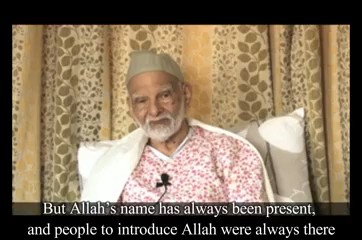 But Allah's name has always been present,
and people to introduce Allah were always there